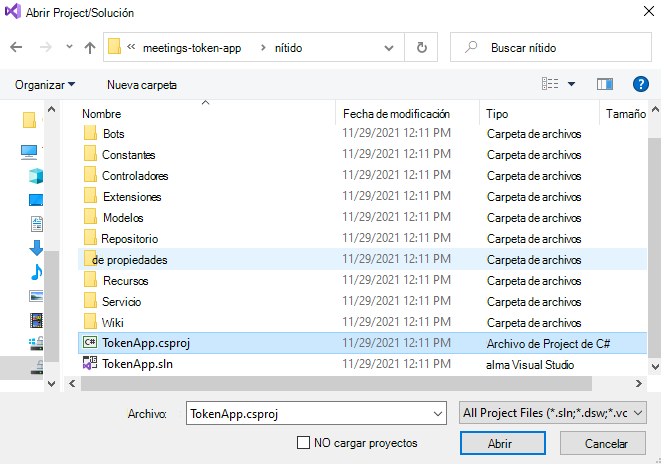 Abrir Project/Solución
« meetings-token-app > nítido
Buscar nítido
Organizar Nueva carpeta
Nombre Fecha de modificación Tipo Tamaño
Bots 11/29/2021 12:11 PM Carpeta de archivos
Constantes 11/29/2021 12:11 PM Carpeta de archivos
Controladores 11/29/2021 12:11 PM Carpeta de archivos
Extensiones 11/29/2021 12:11 PM Carpeta de archivos
Modelos 11/29/2021 12:11 PM Carpeta de archivos
Repositorio 11/29/2021 12:11 PM Carpeta de archivos
de propiedades 11/29/2021 12:11 PM Carpeta de archivos
Recursos 11/29/2021 12:11 PM Carpeta de archivos
Servicio 11/29/2021 12:11 PM Carpeta de archivos
Wiki 11/29/2021 12:11 PM Carpeta de archivos
C# TokenApp.csproj 11/29/2021 12:11 PM Archivo de Project de C#
TokenApp.sln 11/29/2021 12:11 PM alma Visual Studio
Archivo: TokenApp.csproj All Project Files (*.sln;*.dsw;*.vc
NO cargar proyectos Abrir Cancelar